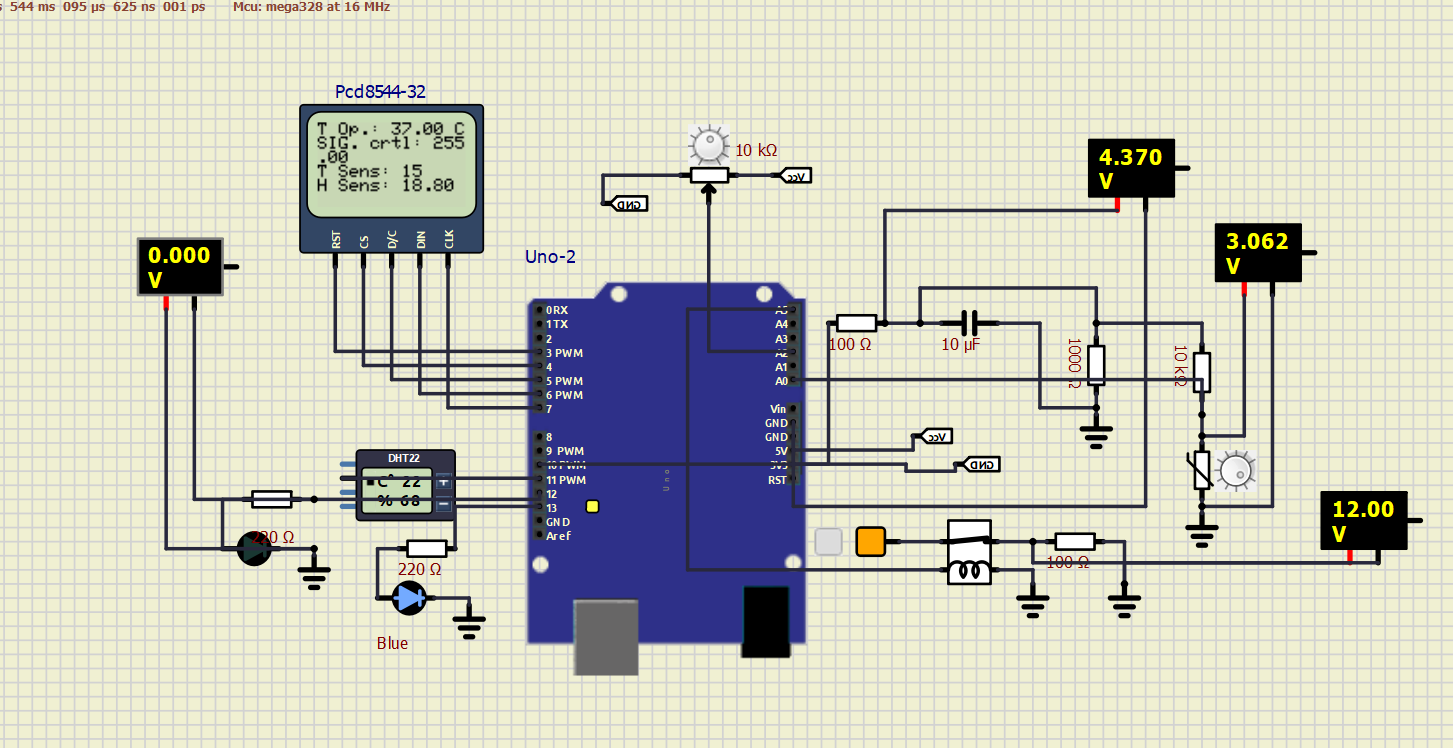 s 544 ms 095 µs 625 ns 001 ps Mcu: mega328 at 16 MHz
Pcd8544-32
T Op.: 37.00 C
SIG. crtl: 255
.00
T Sens: 15
H Sens: 18.80
RST
CS
D/C
DIN
CLK
0.000
V
Uno-2
10 kΩ
Vcc
GND
4.370
V
3.062
V
0RX
1TX
2
3 PWM
4
5 PWM
6 PWM
7
8
9 PWM
10 PWM
11 PWM
12
13
GND
Aref
A5
A4
A3
A2
A1
A0
Vin
GND
GND
5V
3V3
RST
Uno
100 Ω
10 µF
1000 Ω
10 kΩ
Vcc
GND
DHT22
C° 22
% 68
+
−
220 Ω
220 Ω
Blue
12.00
V
100 Ω